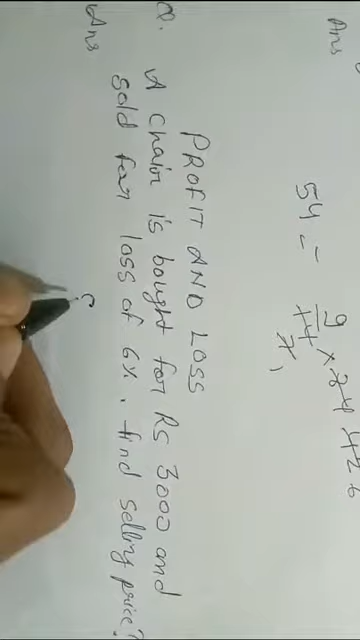 Ans
54 =
PROFIT AND LOSS
Q. A chair is bought for Rs 3000 and
sold for loss of 6%. find selling price?
Ans